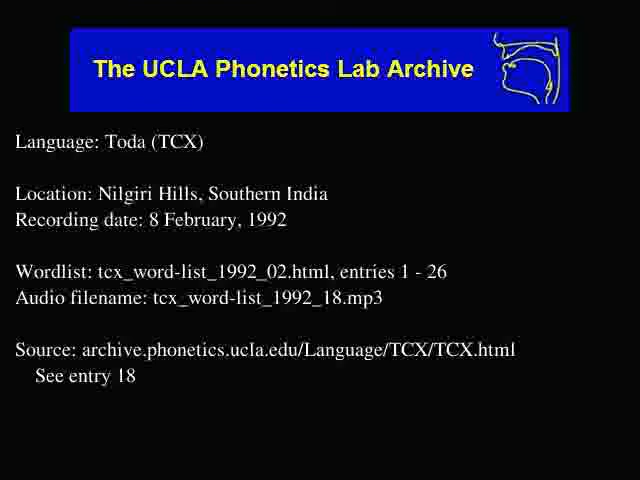 The UCLA Phonetics Lab Archive
Language: Toda (TCX)
Location: Nilgiri Hills, Southern India
Recording date: 8 February, 1992
Wordlist: tcx_word-list_1992_02.html, entries 1 - 26
Audio filename: tcx_word-list_1992_18.mp3
Source: archive.phonetics.ucla.edu/Language/TCX/TCX.html
See entry 18